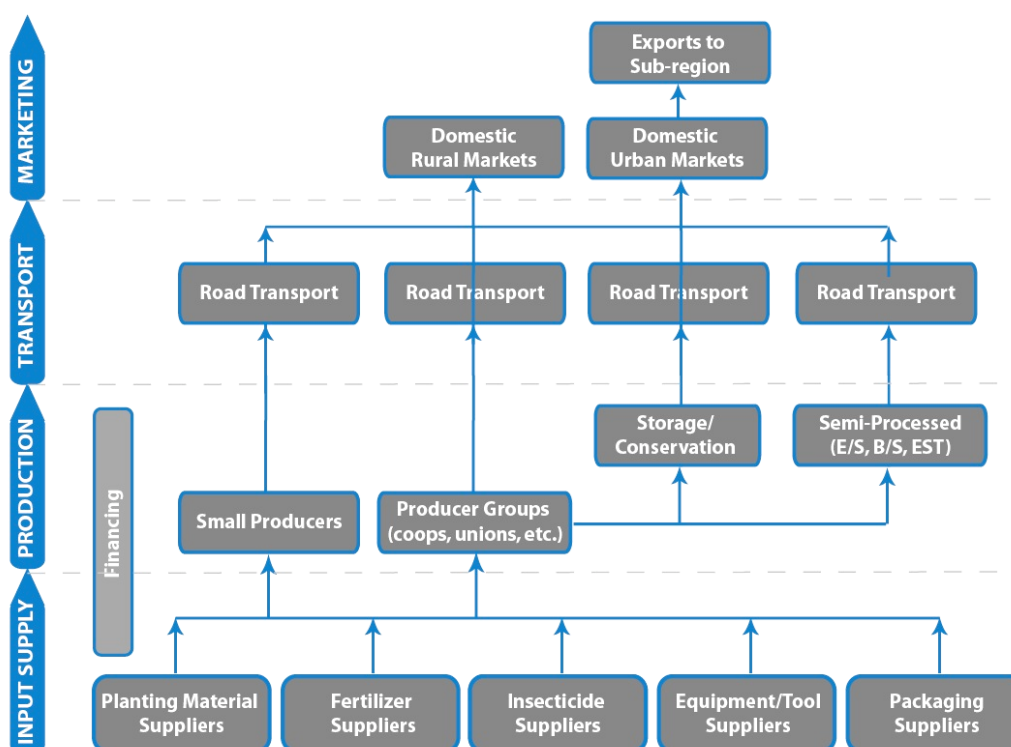 MARKETING
Exports to
Sub-region
Domestic
Rural Markets
Domestic
Urban Markets
TRANSPORT
Road Transport
Road Transport
Road Transport
Road Transport
PRODUCTION
Financing
Storage/
Conservation
Semi-Processed
(E/S, B/S, EST)
Small Producers
Producer Groups
(coops, unions, etc.)
INPUT SUPPLY
Planting Material
Suppliers
Fertilizer
Suppliers
Insecticide
Suppliers
Equipment/Tool
Suppliers
Packaging
Suppliers